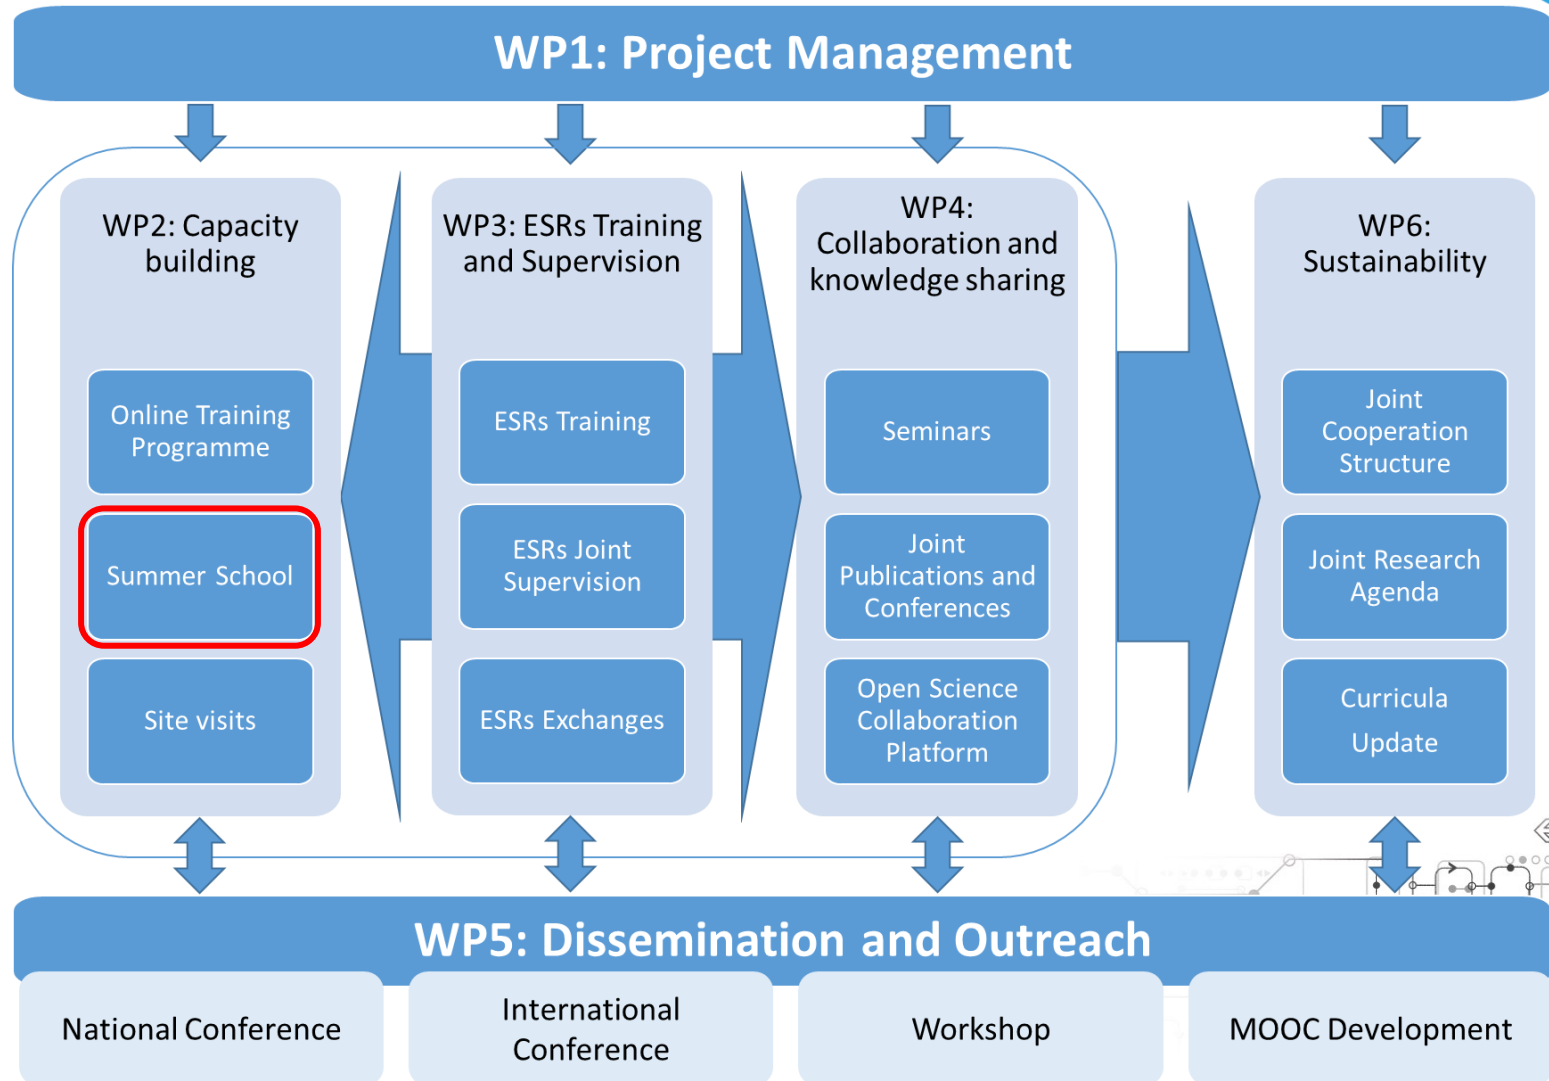 WP1: Project Management
WP2: Capacity
building
Online Training
Programme
Summer School
Site visits
WP3: ESRs Training
and Supervision
ESRs Training
ESRs Joint
Supervision
ESRs Exchanges
WP4:
Collaboration and
knowledge sharing
Seminars
Joint
Publications and
Conferences
Open Science
Collaboration
Platform
WP6:
Sustainability
Joint
Cooperation
Structure
Joint Research
Agenda
Curricula
Update
WP5: Dissemination and Outreach
National Conference
International
Conference
Workshop
MOOC Development